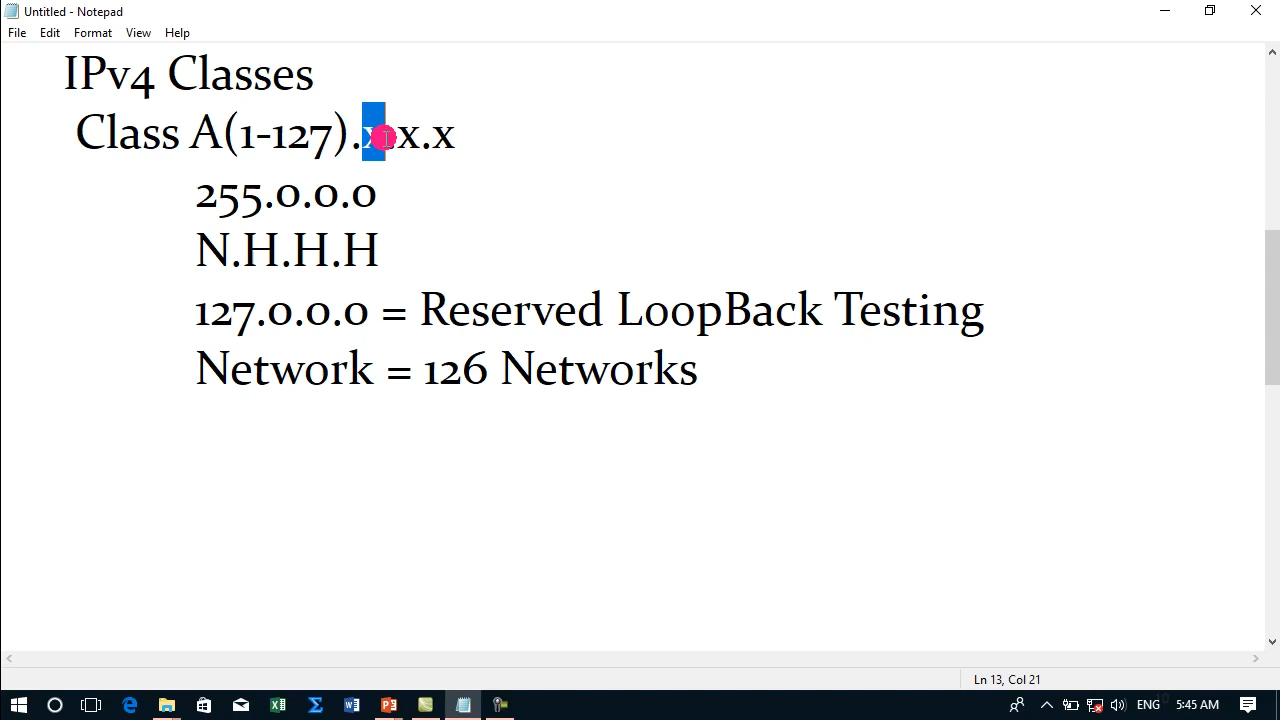 Untitled - Notepad
File Edit Format View Help
IPv4 Classes
Class A(1-127).x.x.x
255.0.0.0
N.H.H.H
127.0.0.0 = Reserved LoopBack Testing
Network = 126 Networks
Ln 13, Col 21
ENG 5:45 AM